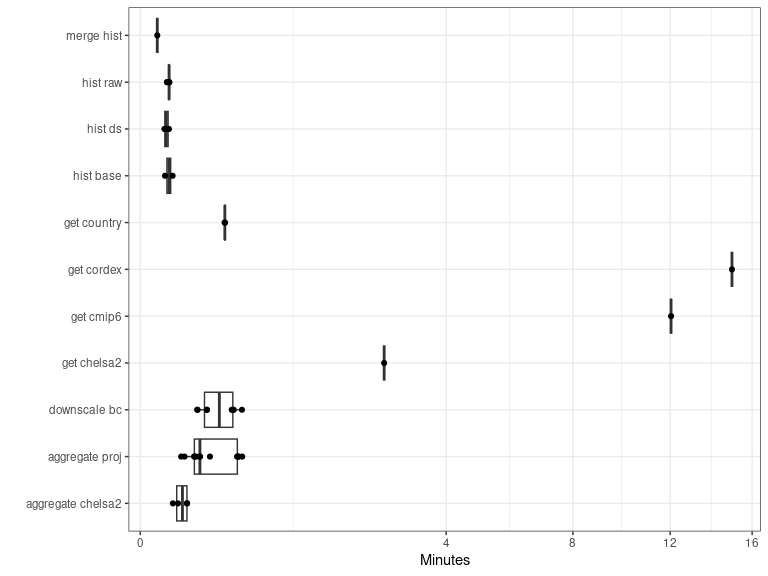 merge hist
hist raw
hist ds
hist base
get country
get cordex
get cmip6
get chelsa2
downscale bc
aggregate proj
aggregate chelsa2
0 4 8 12 16
Minutes